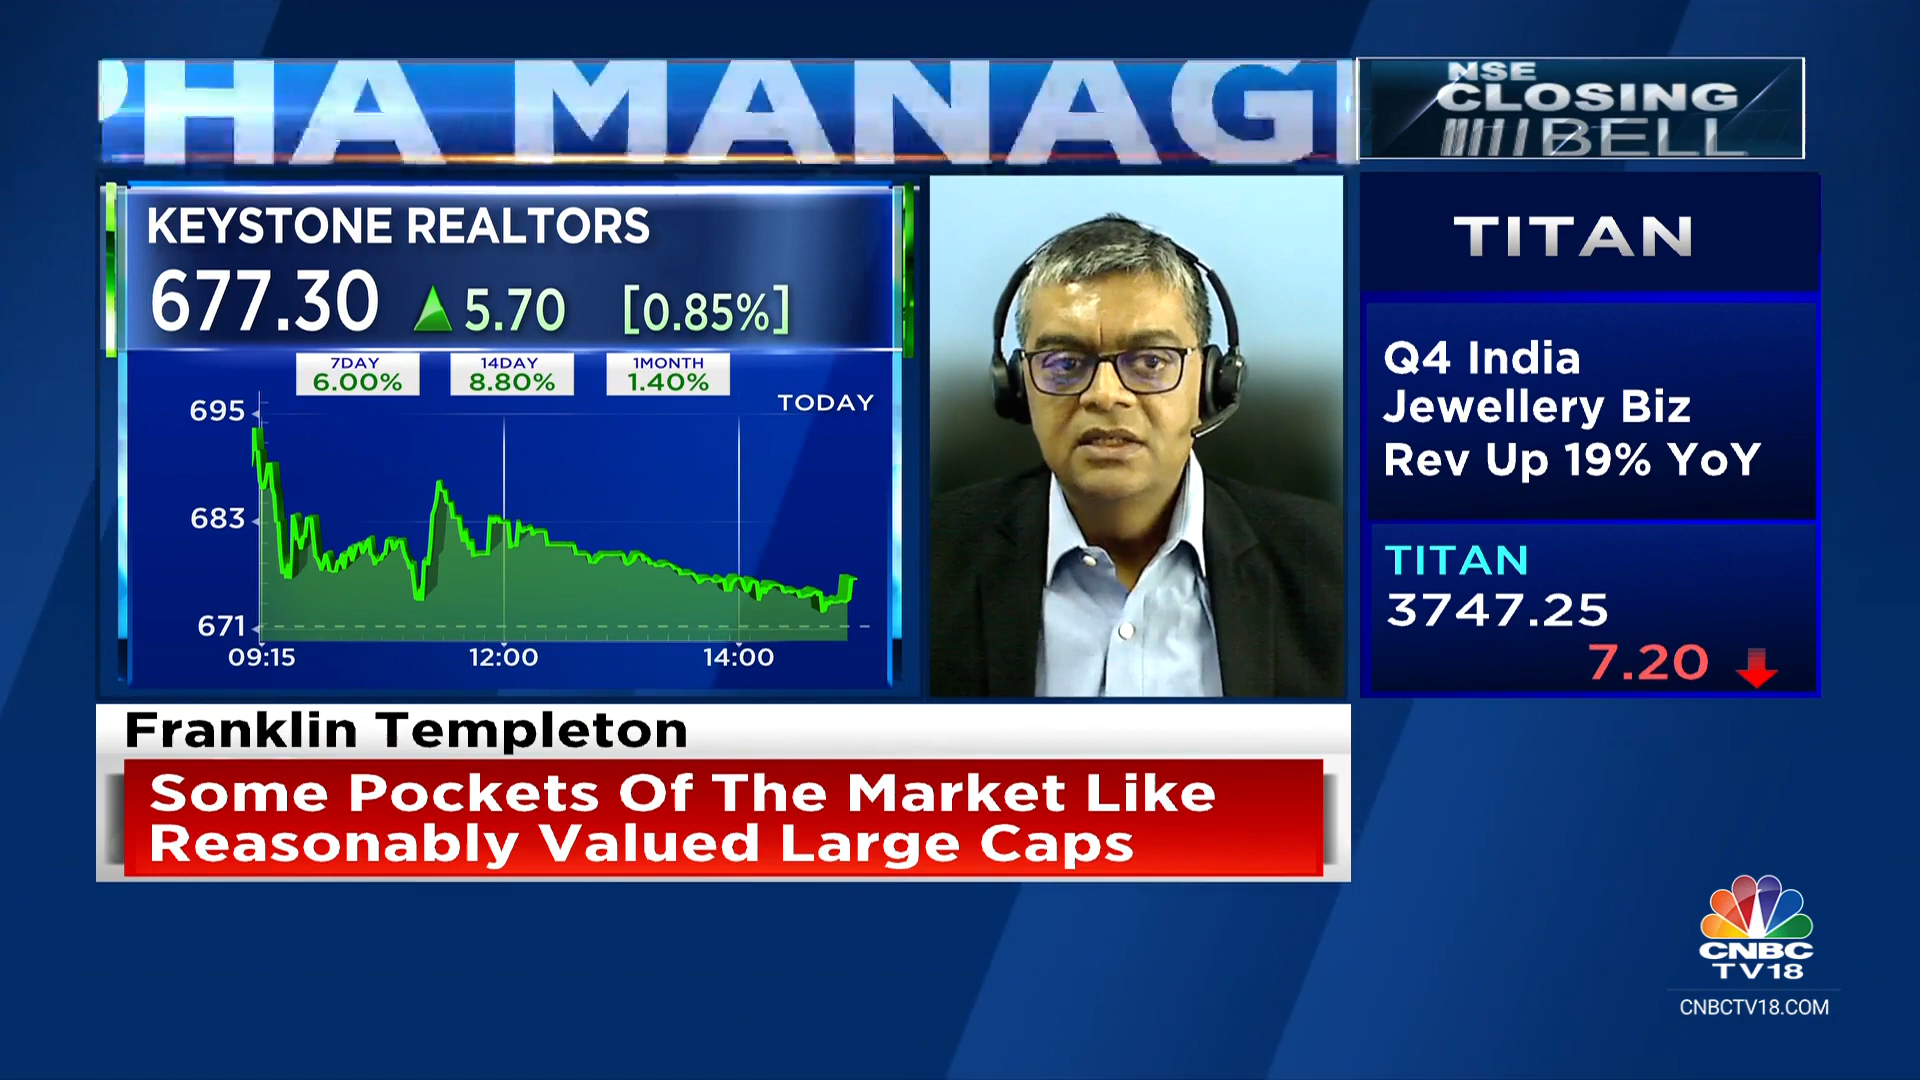 PHA MANAG
NSE
CLOSING
BELL
KEYSTONE REALTORS
677.30 ▲ 5.70 [0.85%]
7DAY
6.00%
14DAY
8.80%
1MONTH
1.40%
TODAY
695
683
671
09:15 12:00 14:00
TITAN
Q4 India
Jewellery Biz
Rev Up 19% YoY
TITAN
3747.25
7.20
Franklin Templeton
Some Pockets Of The Market Like
Reasonably Valued Large Caps
CNBC
TV18
CNBCTV18.COM